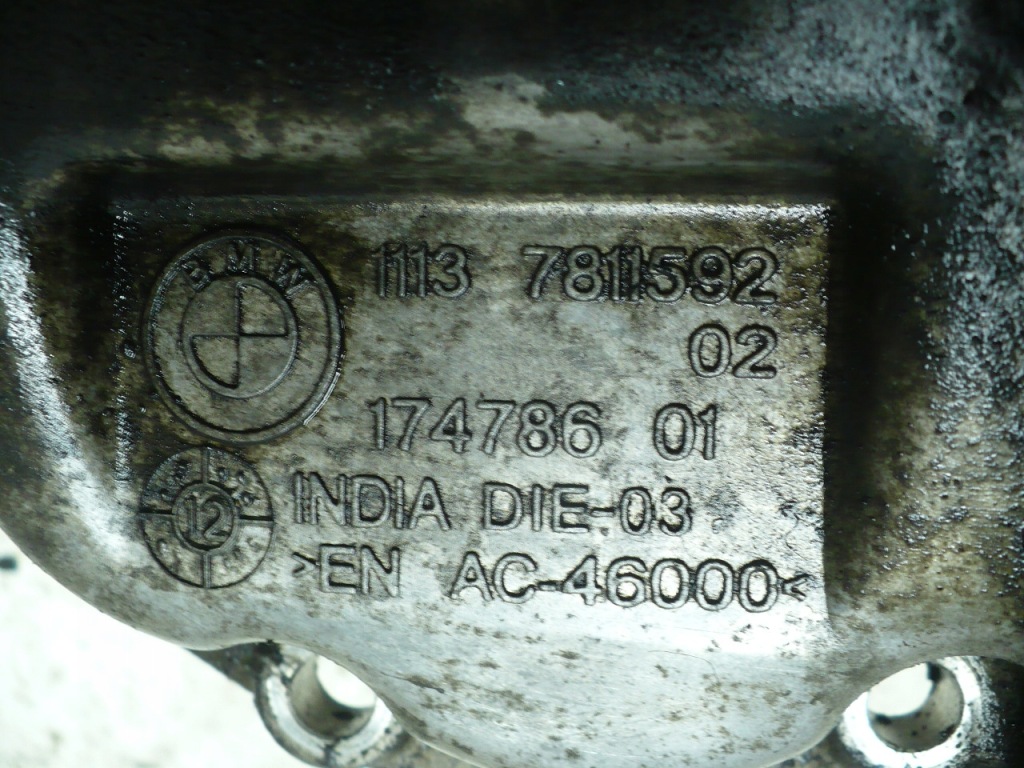 BMW
1113 7811592
02
174786 01
12
INDIA DIE-03
>EN AC-46000<